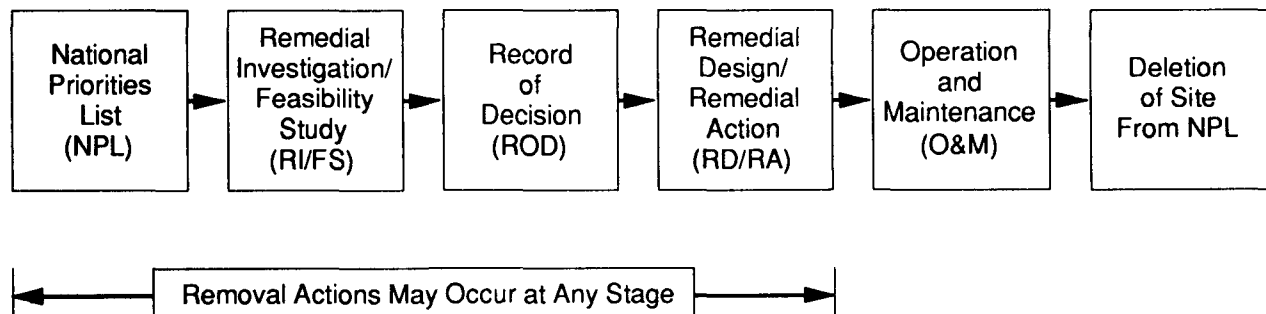 National
Priorities
List
(NPL)
Remedial
Investigation/
Feasibility
Study
(RI/FS)
Record
of
Decision
(ROD)
Remedial
Design/
Remedial
Action
(RD/RA)
Operation
and
Maintenance
(O&M)
Deletion
of Site
From NPL
Removal Actions May Occur at Any Stage